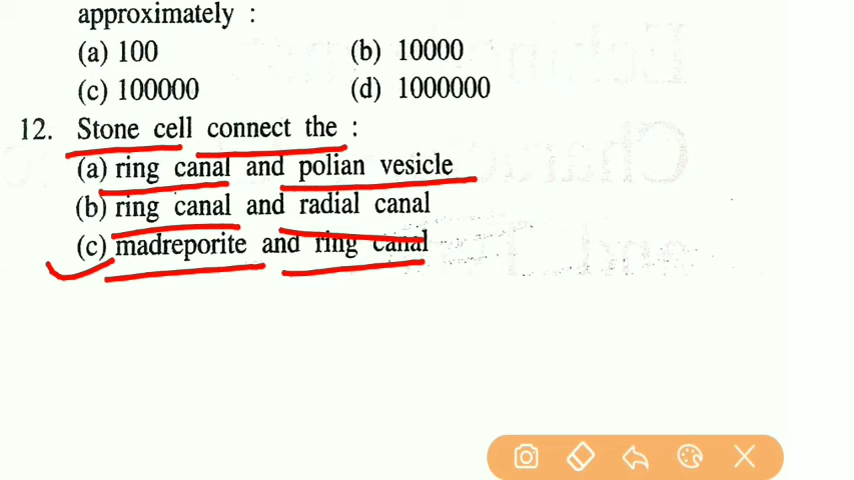 approximately :
(a) 100 (b) 10000
(c) 100000 (d) 1000000
12. Stone cell connect the :
(a) ring canal and polian vesicle
(b) ring canal and radial canal
(c) madreporite and ring canal